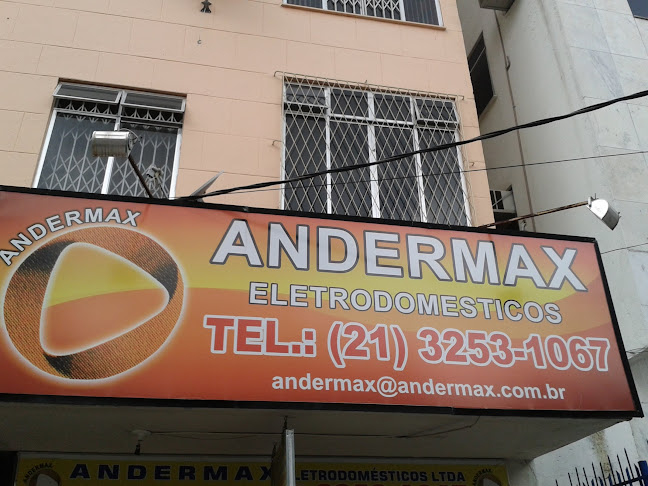 ANDERMAX
ANDERMAX
ELETRODOMESTICOS
TEL.: (21) 3253-1067
andermax@andermax.com.br
ANDERMAX ELETRODOMÉSTICOS LTDA